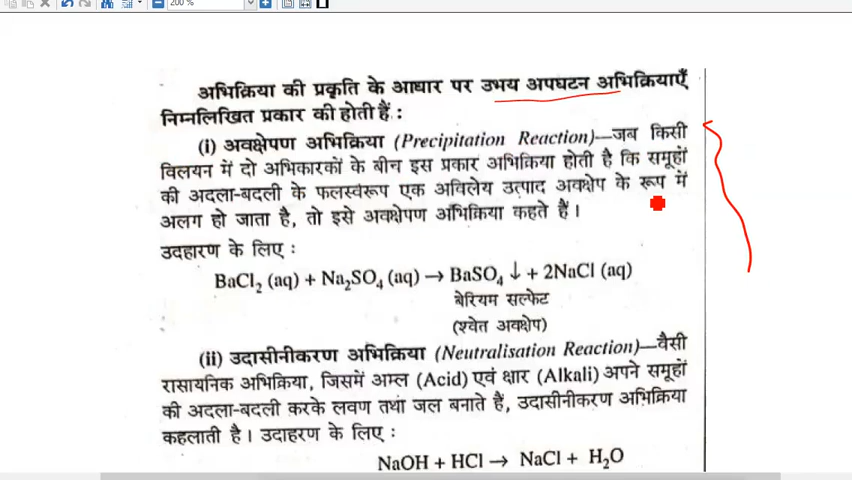 200 %
अभिक्रिया की प्रकृति के आधार पर उभय अपघटन अभिक्रियाएँ
निम्नलिखित प्रकार की होती हैं :
(i) अवक्षेपण अभिक्रिया (Precipitation Reaction)—जब किसी
विलयन में दो अभिकारकों के बीच इस प्रकार अभिक्रिया होती है कि समूहों
की अदला-बदली के फलस्वरूप एक अविलेय उत्पाद अवक्षेप के रूप में
अलग हो जाता है, तो इसे अवक्षेपण अभिक्रिया कहते हैं।
उदहारण के लिए :
BaCl₂ (aq) + Na₂SO₄ (aq) → BaSO₄ ↓ + 2NaCl (aq)
बेरियम सल्फेट
(श्वेत अवक्षेप)
(ii) उदासीनीकरण अभिक्रिया (Neutralisation Reaction)—वैसी
रासायनिक अभिक्रिया, जिसमें अम्ल (Acid) एवं क्षार (Alkali) अपने समूहों
की अदला-बदली करके लवण तथा जल बनाते हैं, उदासीनीकरण अभिक्रिया
कहलाती है। उदाहरण के लिए :
NaOH + HCl → NaCl + H₂O